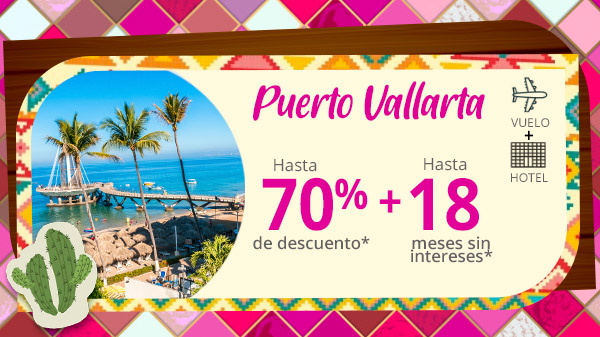 Puerto Vallarta
VUELO
+
HOTEL
Hasta
70%
de descuento*
+
Hasta
18
meses sin
intereses*